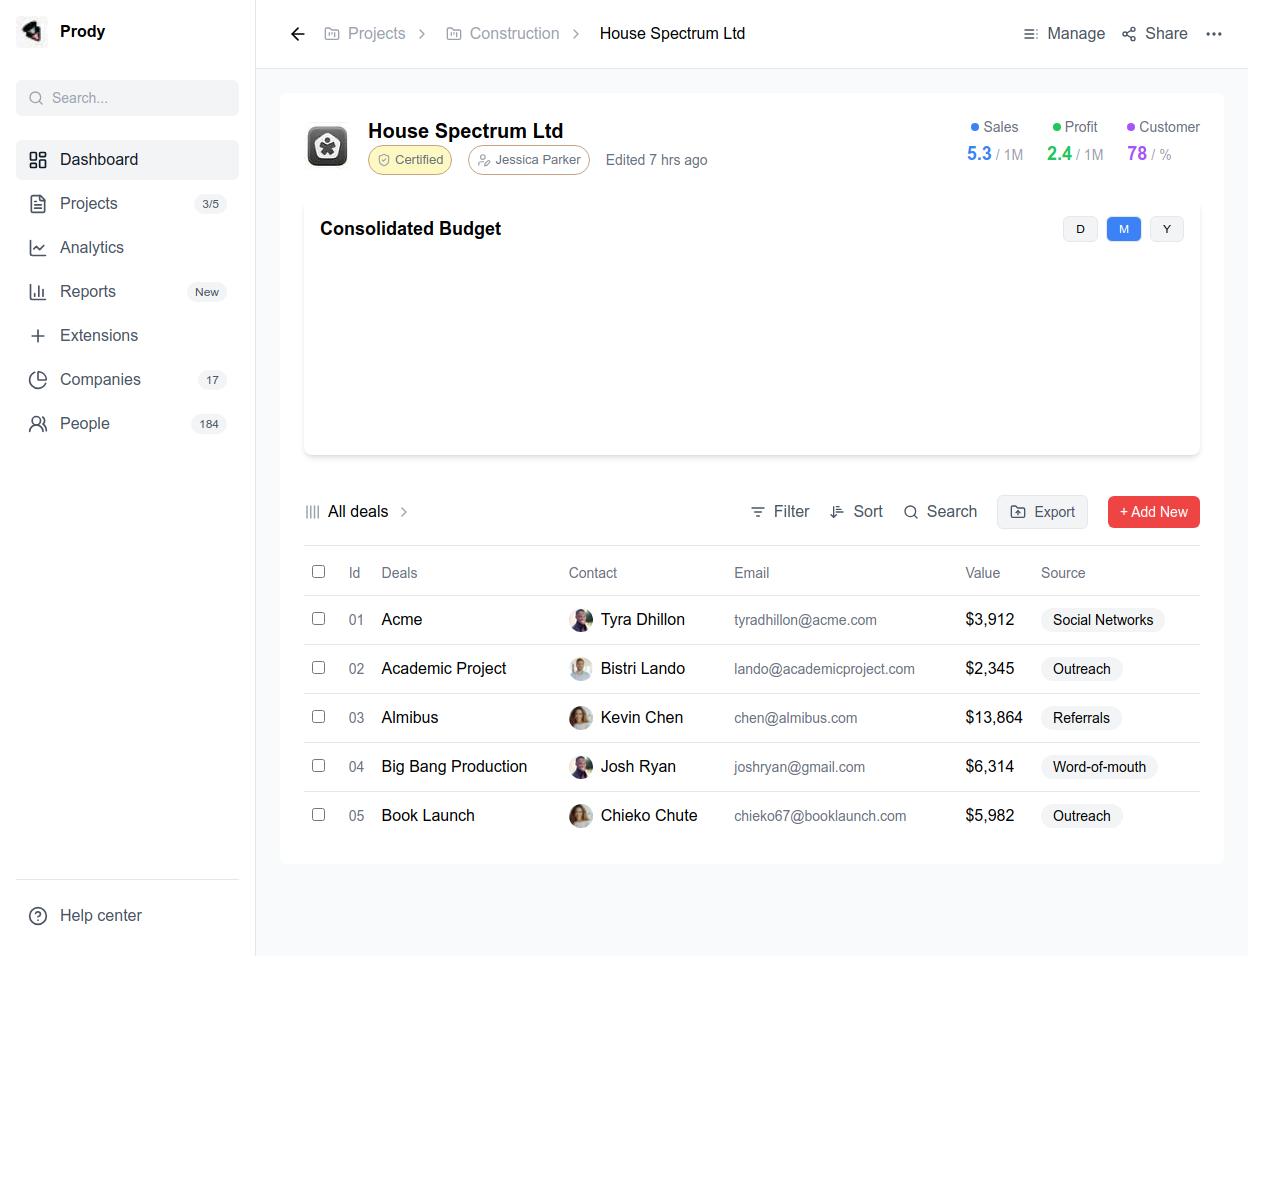 Prody
Search...
Dashboard
Projects 3/5
Analytics
Reports New
Extensions
Companies 17
People 184
Help center
Projects Construction House Spectrum Ltd Manage Share
House Spectrum Ltd
Certified Jessica Parker Edited 7 hrs ago
Sales Profit Customer
5.3 / 1M 2.4 / 1M 78 / %
Consolidated Budget D M Y
All deals Filter Sort Search Export + Add New
Id Deals Contact Email Value Source
01 Acme Tyra Dhillon tyradhillon@acme.com $3,912 Social Networks
02 Academic Project Bistri Lando lando@academicproject.com $2,345 Outreach
03 Almibus Kevin Chen chen@almibus.com $13,864 Referrals
04 Big Bang Production Josh Ryan joshryan@gmail.com $6,314 Word-of-mouth
05 Book Launch Chieko Chute chieko67@booklaunch.com $5,982 Outreach